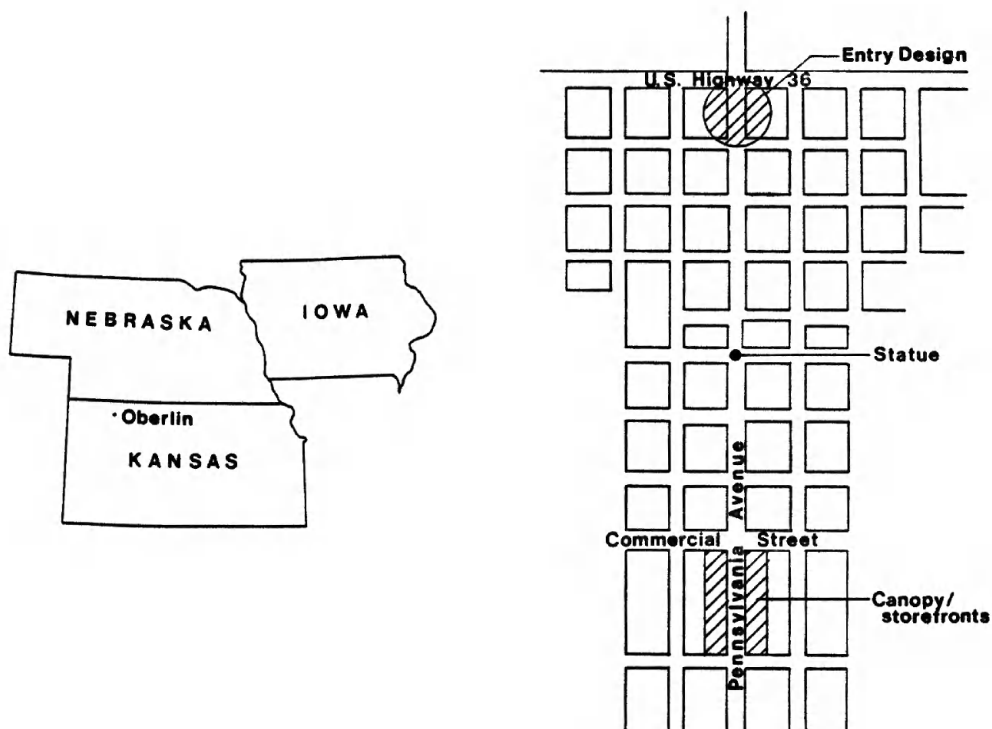 NEBRASKA
IOWA
Oberlin
KANSAS
Entry Design
U.S. Highway 36
Statue
Pennsylvania Avenue
Commercial Street
Canopy/
storefronts